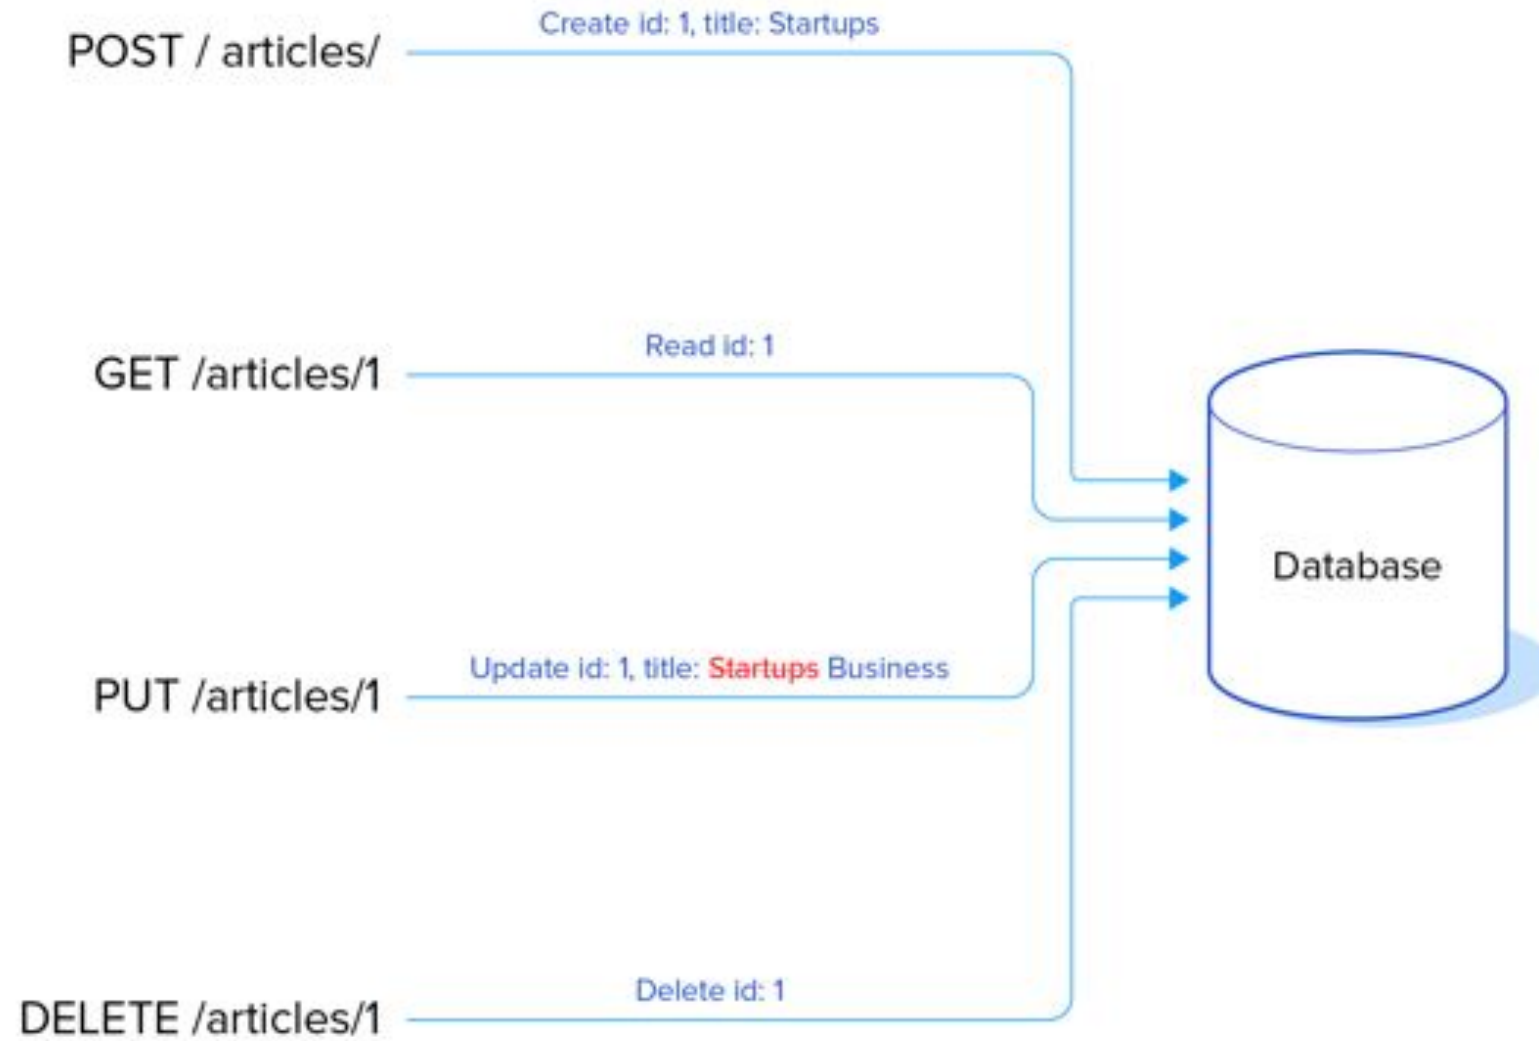 Create id: 1, title: Startups
POST / articles/
Read id: 1
GET /articles/1
Database
Update id: 1, title: Startups Business
PUT /articles/1
Delete id: 1
DELETE /articles/1